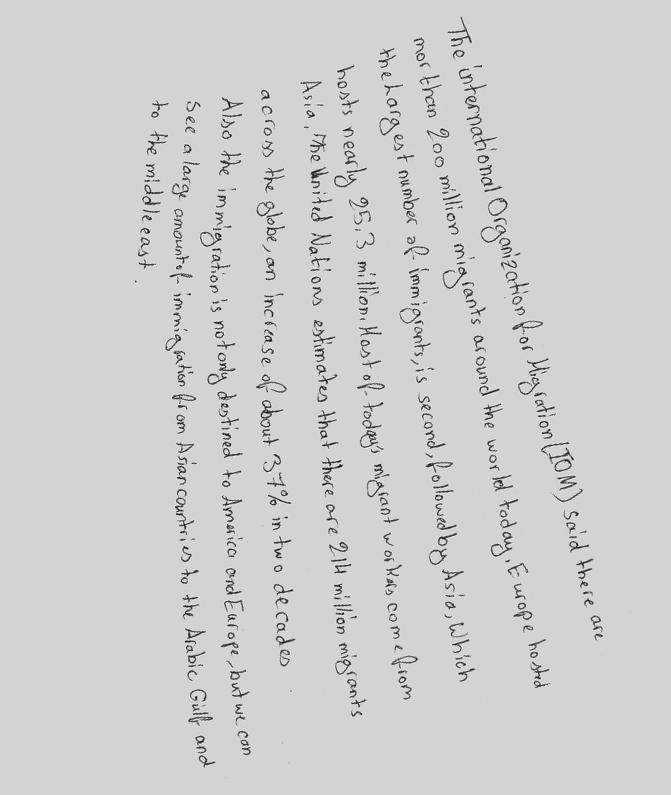 The international Organization for Migration (IOM) said there are
mor than 200 million migrants around the world today, Europe hosted
the Largest number of immigrants, is second, followed by Asia, Which
hosts nearly 25,3 million. Most of today's migrant workers come from
Asia, The United Nations estimates that there are 214 million migrants
across the globe, an increase of about 37% in two decades.
Also the immigration is not only destined to America and Europe, but we can
See a large amount of immigration from Asian countries to the Arabic Gulf and
to the middle east.